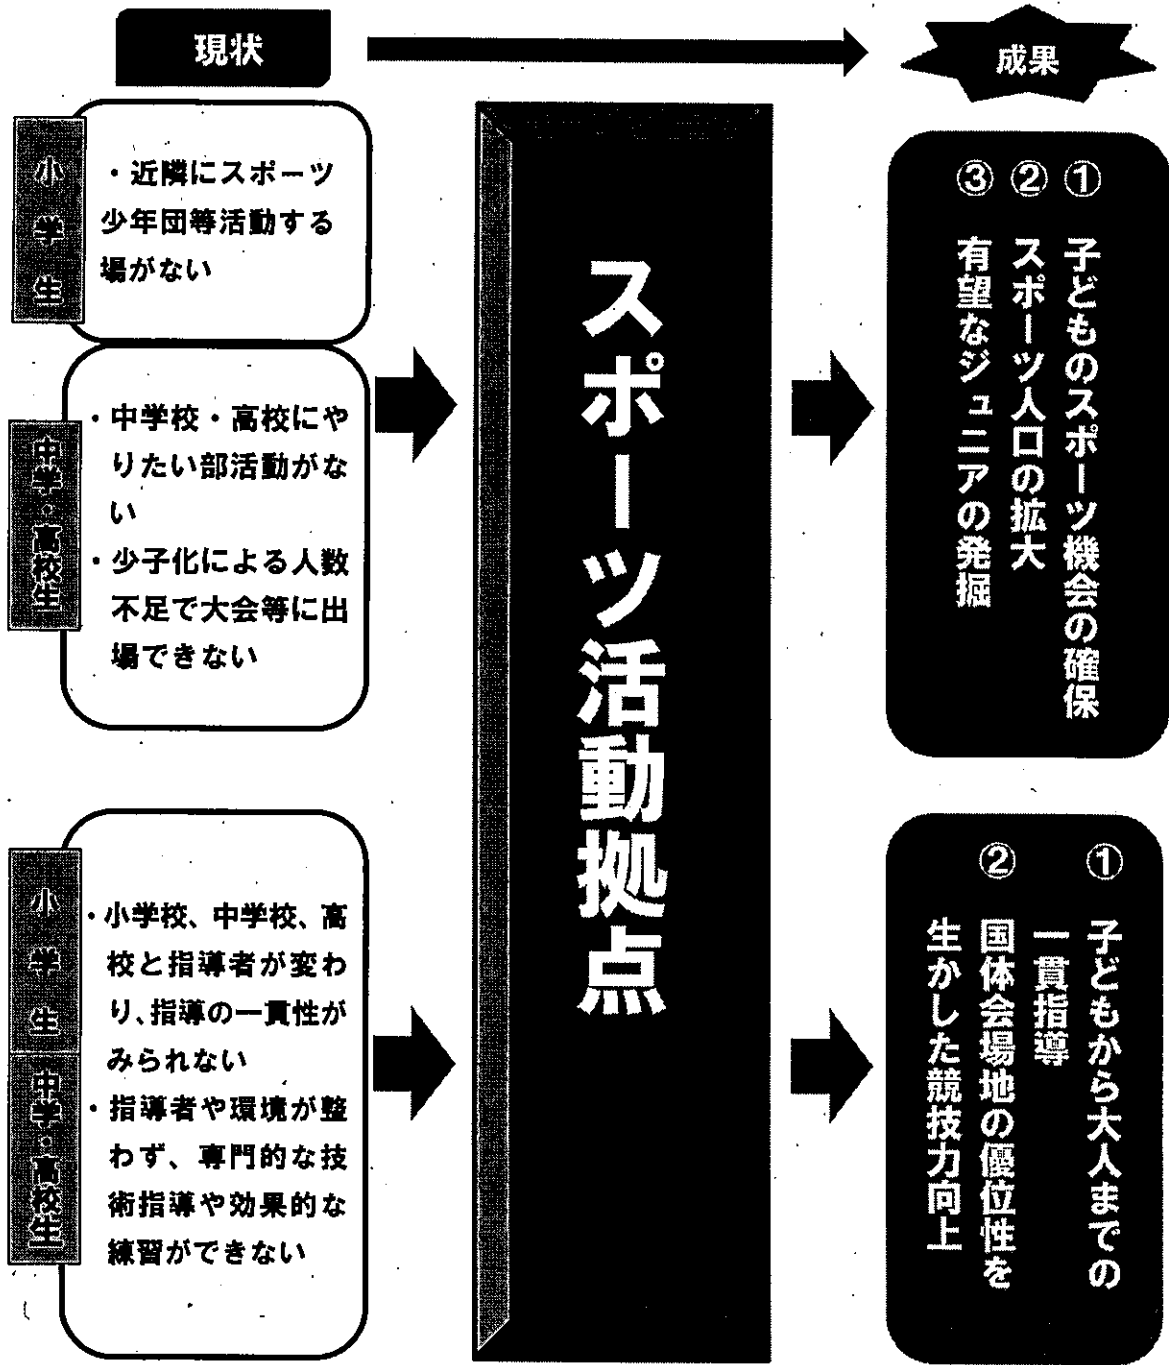 現状
成果
小学生
・近隣にスポーツ
少年団等活動する
場がない
中学・高校生
・中学校・高校にや
りたい部活動がな
い
・少子化による人数
不足で大会等に出
場できない
小学生
中学・高校生
・小学校、中学校、高
校と指導者が変わ
り、指導の一貫性が
みられない
・指導者や環境が整
わず、専門的な技
術指導や効果的な
練習ができない
スポーツ活動拠点
① 子どものスポーツ機会の確保
② スポーツ人口の拡大
③ 有望なジュニアの発掘
① 子どもから大人までの
一貫指導
② 国体会場地の優位性を
生かした競技力向上